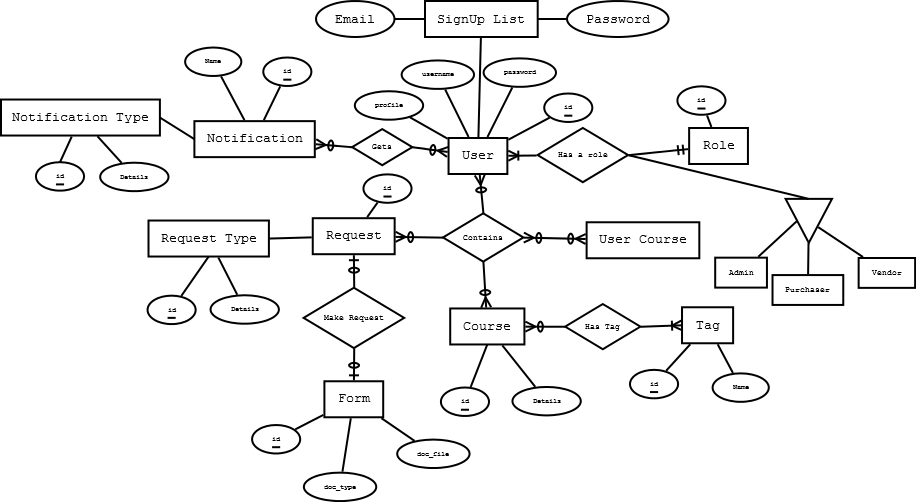 Email
SignUp List
Password
Name
id
username
password
profile
id
id
Notification Type
Notification
Gets
User
Has a role
Role
id
Details
id
Request Type
Request
Contains
User Course
Admin
Purchaser
Vendor
id
Details
Make Request
Course
Has Tag
Tag
id
Details
id
Name
Form
id
doc_file
doc_type